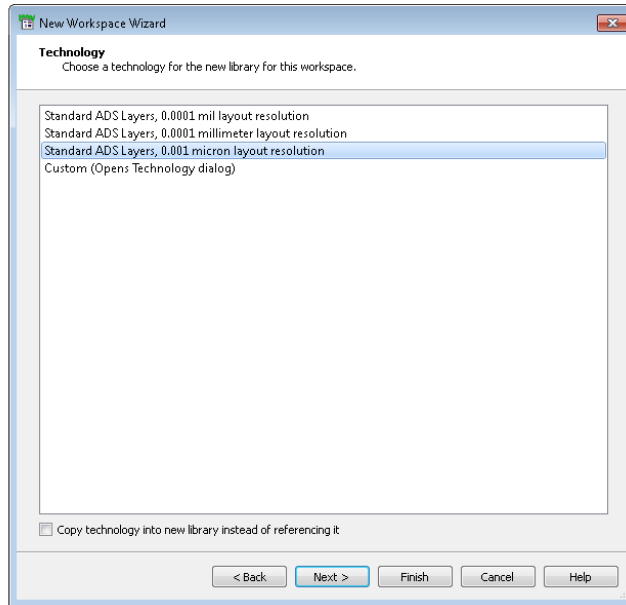 New Workspace Wizard
Technology
Choose a technology for the new library for this workspace.
Standard ADS Layers, 0.0001 mil layout resolution
Standard ADS Layers, 0.0001 millimeter layout resolution
Standard ADS Layers, 0.001 micron layout resolution
Custom (Opens Technology dialog)
Copy technology into new library instead of referencing it
< Back Next > Finish Cancel Help